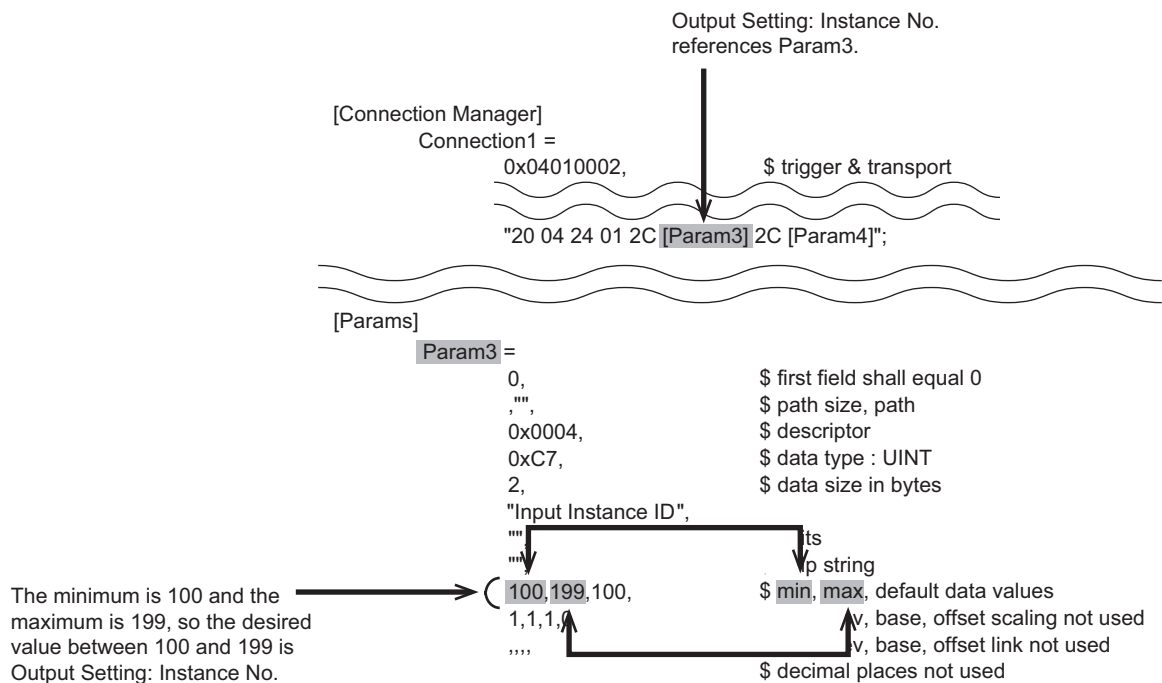 Output Setting: Instance No.
references Param3.
[Connection Manager]
Connection1 =
0x04010002, $ trigger & transport
"20 04 24 01 2C [Param3] 2C [Param4]";
[Params]
Param3 =
0, $ first field shall equal 0
,"", $ path size, path
0x0004, $ descriptor
0xC7, $ data type : UINT
2, $ data size in bytes
"Input Instance ID",
""
"" string
100,199,100, $ min, max, default data values
1,1,1, base, offset scaling not used
,,,, base, offset link not used
$ decimal places not used
The minimum is 100 and the
maximum is 199, so the desired
value between 100 and 199 is
Output Setting: Instance No.